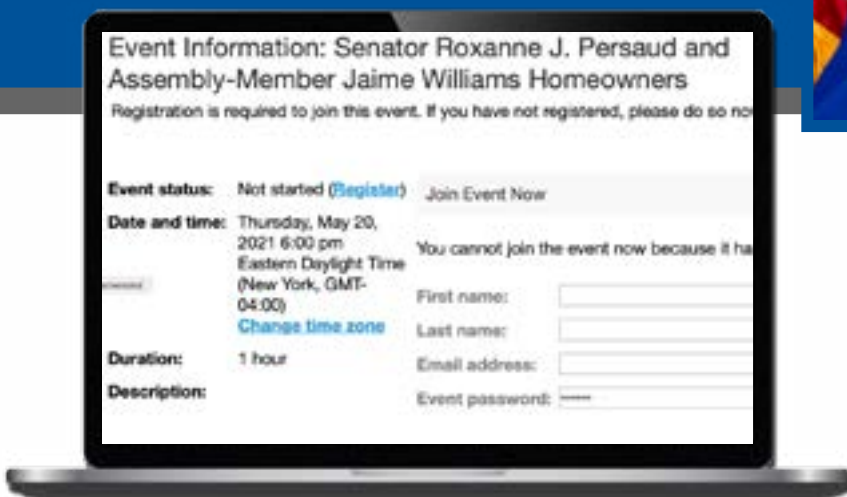 Event Information: Senator Roxanne J. Persaud and
Assembly-Member Jaime Williams Homeowners
Registration is required to join this event. If you have not registered, please do so now
Event status: Not started (Register)
Join Event Now
Date and time: Thursday, May 20,
2021 6:00 pm
Eastern Daylight Time
(New York, GMT-
04:00)
Change time zone
You cannot join the event now because it ha
First name:
Last name:
Email address:
Event password:
Duration: 1 hour
Description: